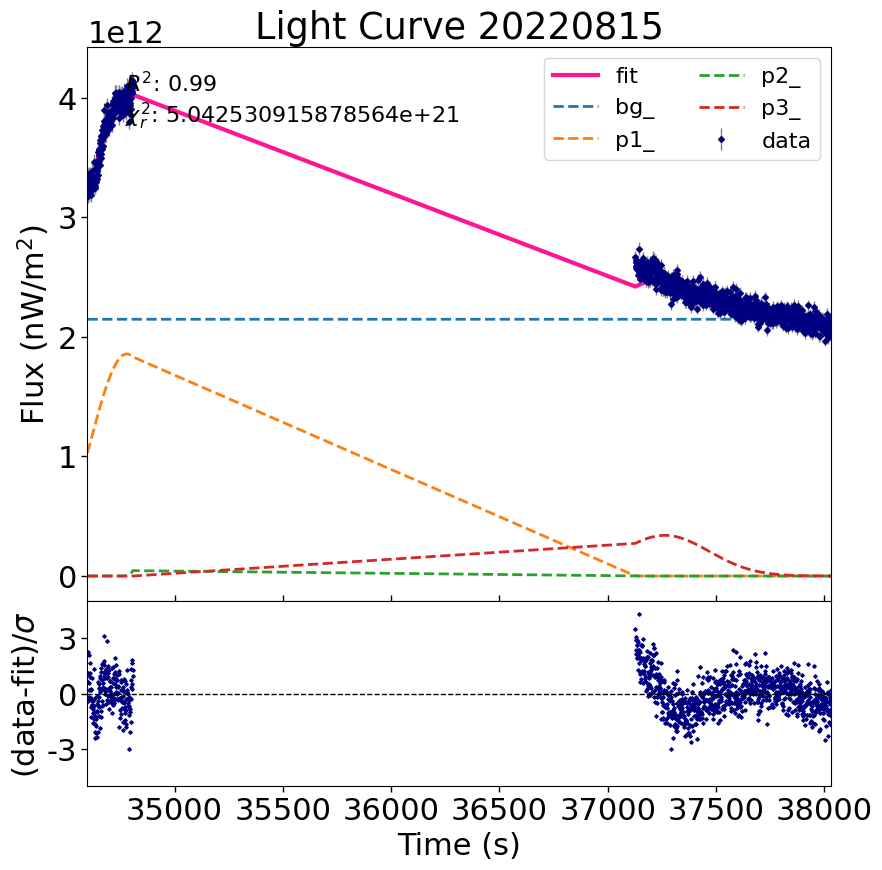 Light Curve 20220815
1e12
R²: 0.99
χ²ᵣ: 5.042530915878564e+21
fit
bg_
p1_
p2_
p3_
data
Flux (nW/m²)
4
3
2
1
0
(data-fit)/σ
3
0
-3
35000 35500 36000 36500 37000 37500 38000
Time (s)